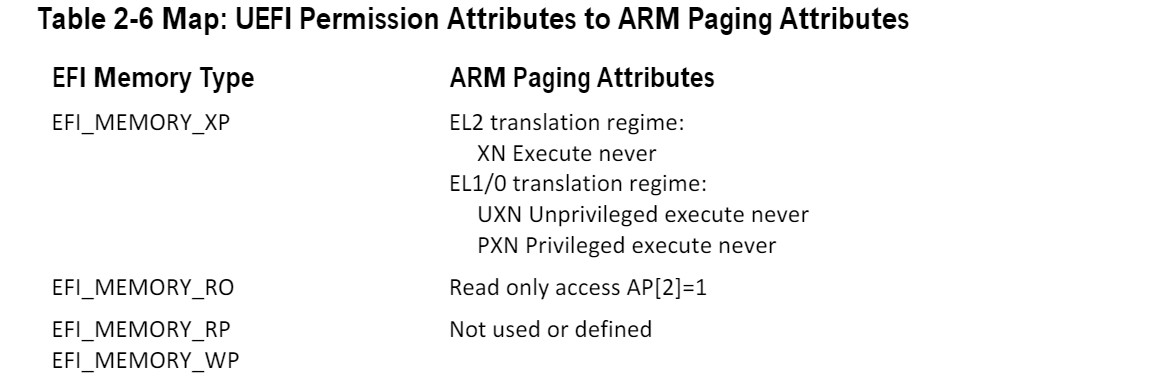 Table 2-6 Map: UEFI Permission Attributes to ARM Paging Attributes
EFI Memory Type ARM Paging Attributes
EFI_MEMORY_XP EL2 translation regime:
XN Execute never
EL1/0 translation regime:
UXN Unprivileged execute never
PXN Privileged execute never
EFI_MEMORY_RO Read only access AP[2]=1
EFI_MEMORY_RP Not used or defined
EFI_MEMORY_WP